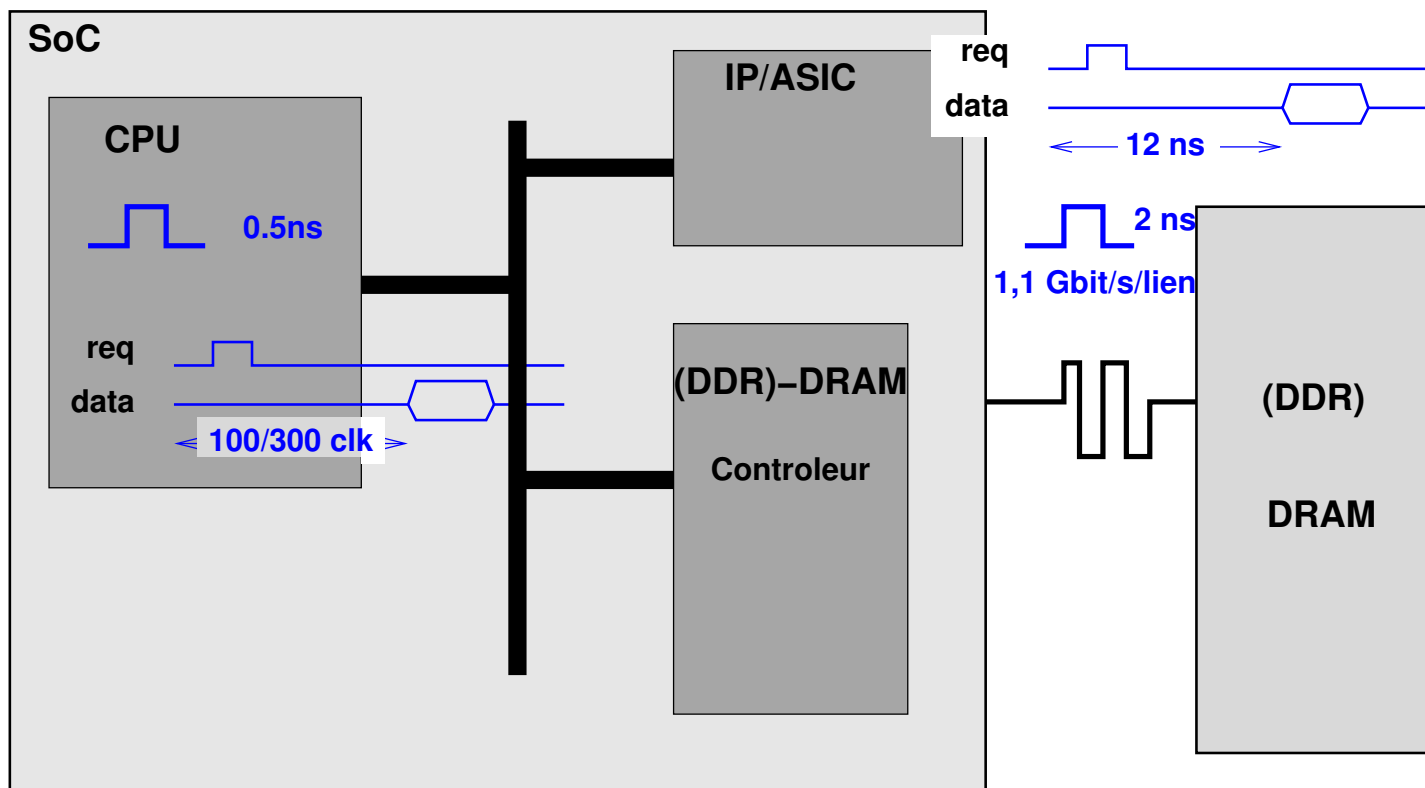 SoC
CPU
0.5ns
req
data
100/300 clk
IP/ASIC
(DDR)–DRAM
Controleur
req
data
12 ns
2 ns
1,1 Gbit/s/lien
(DDR)
DRAM